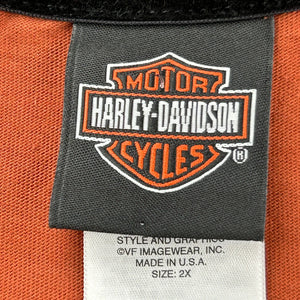 MOTOR
HARLEY-DAVIDSON
CYCLES ®
STYLE AND GRAPHICS
©VF IMAGEWEAR, INC.
MADE IN U.S.A.
SIZE: 2X